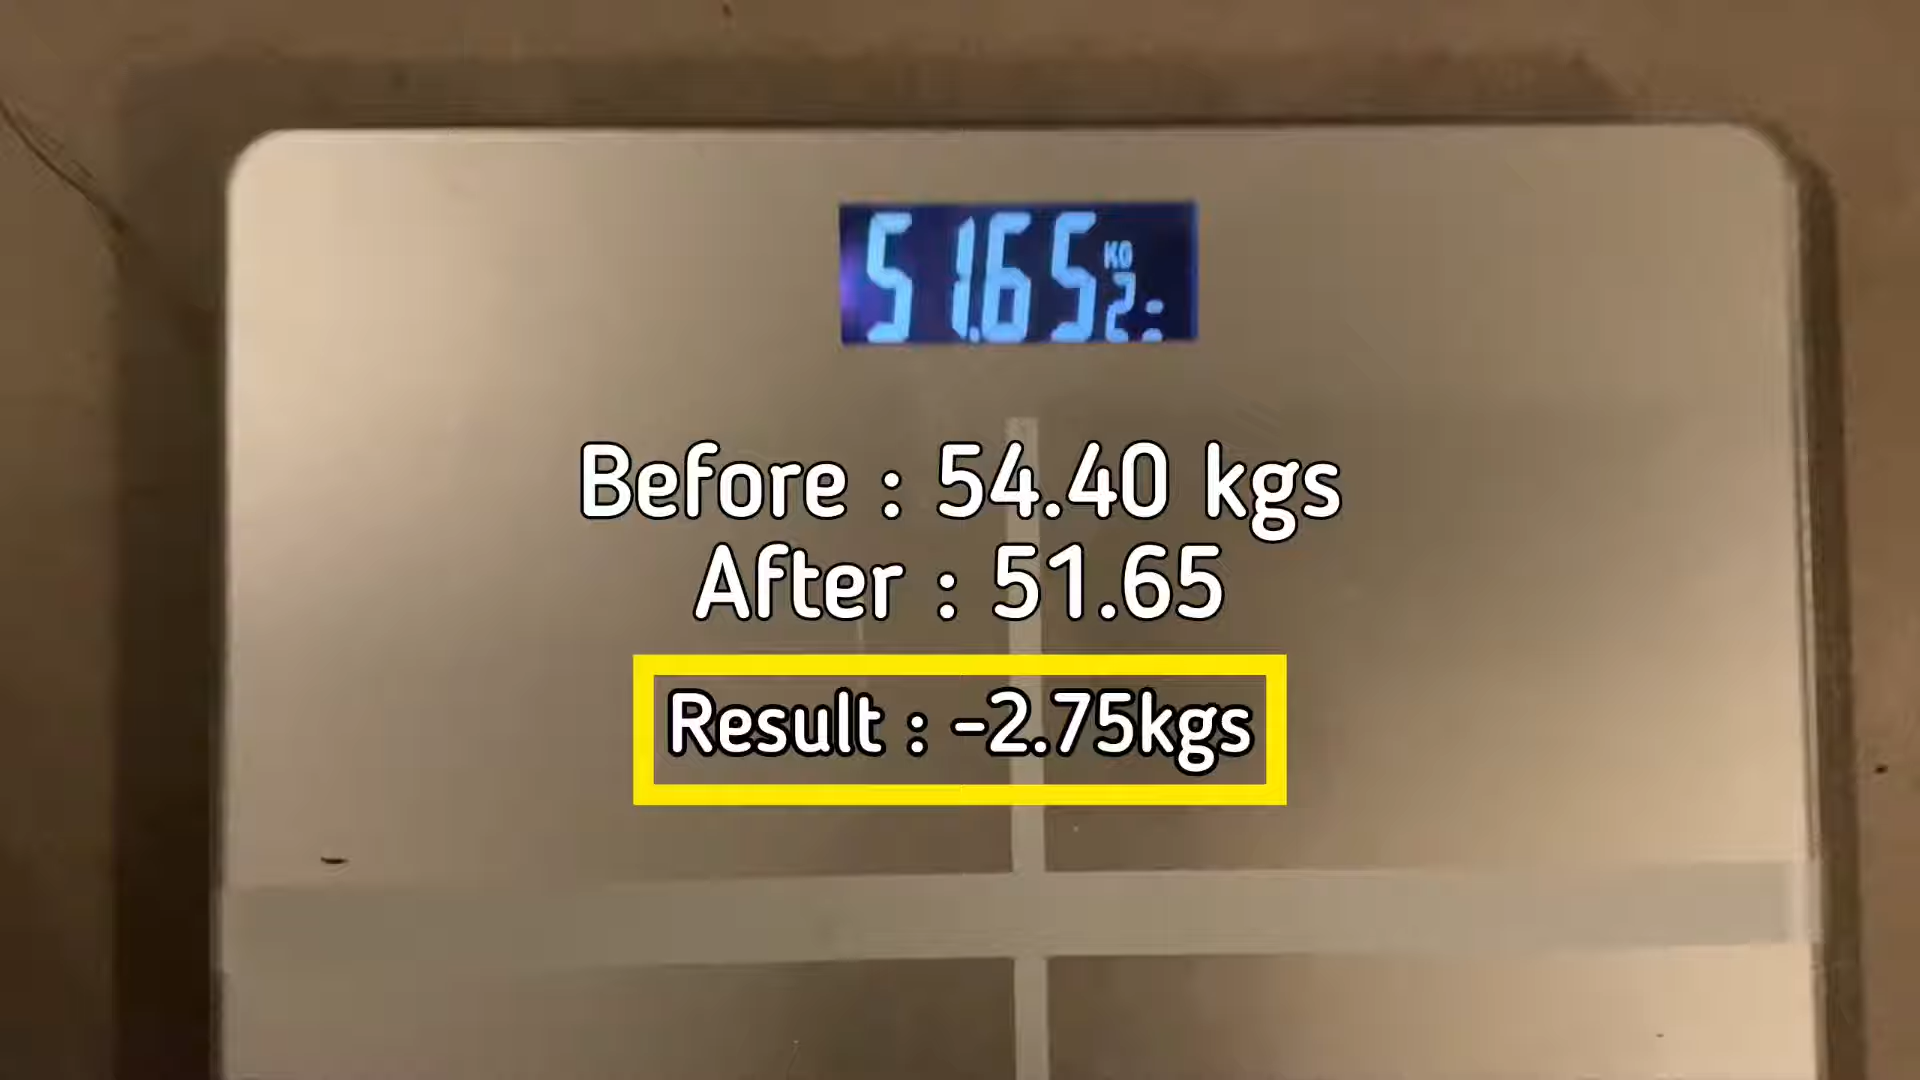 51.65 KG
Before : 54.40 kgs
After : 51.65
Result : -2.75kgs